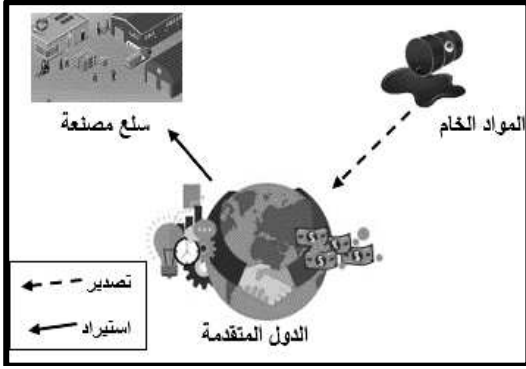 المواد الخام
سلع مصنعة
الدول المتقدمة
تصدير
استيراد